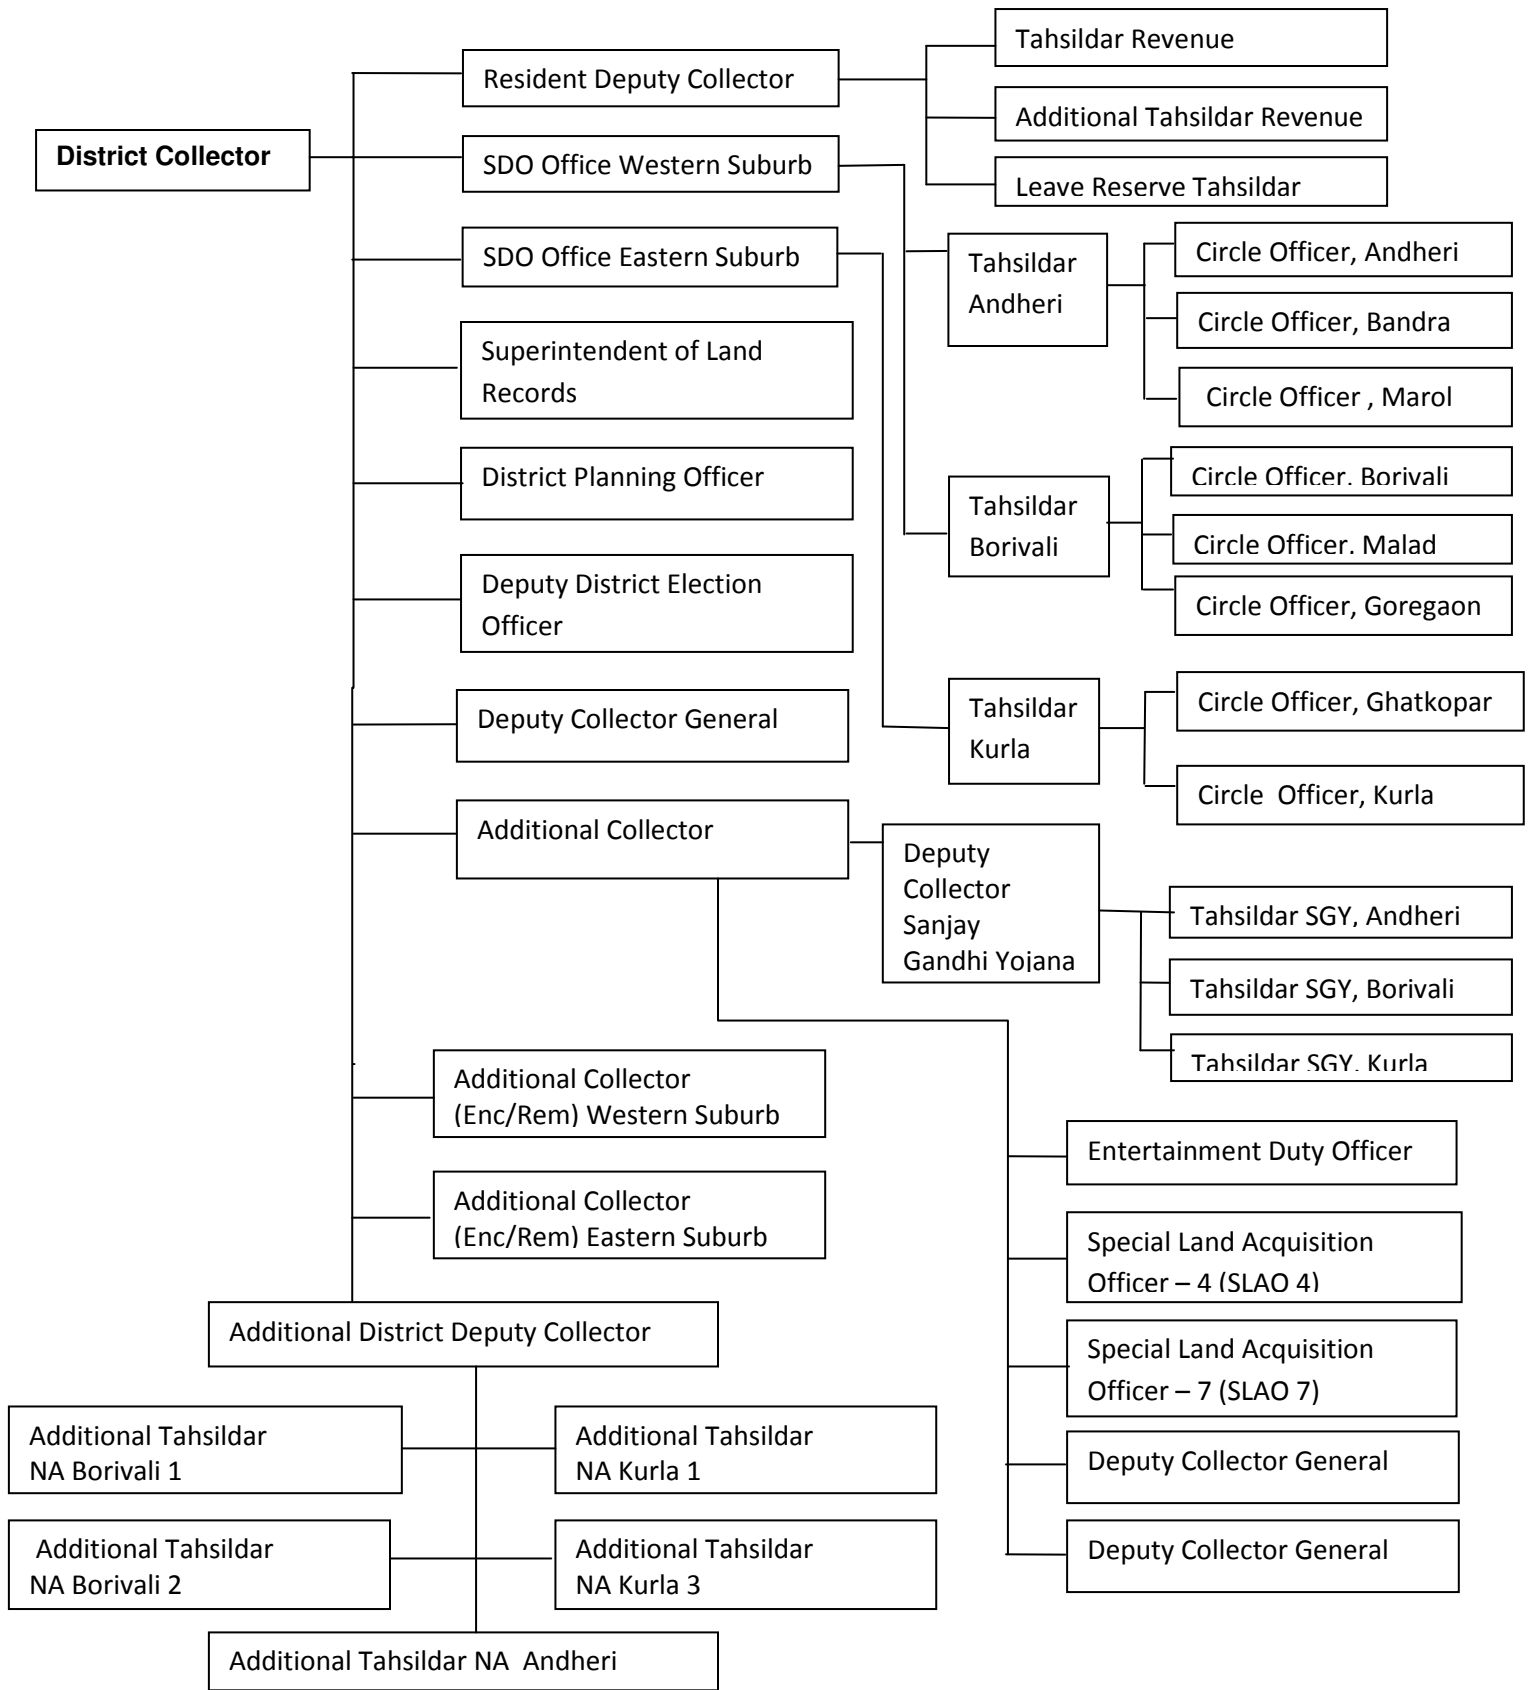 District Collector
Resident Deputy Collector
SDO Office Western Suburb
SDO Office Eastern Suburb
Superintendent of Land
Records
District Planning Officer
Deputy District Election
Officer
Deputy Collector General
Additional Collector
Additional Collector
(Enc/Rem) Western Suburb
Additional Collector
(Enc/Rem) Eastern Suburb
Additional District Deputy Collector
Tahsildar Revenue
Additional Tahsildar Revenue
Leave Reserve Tahsildar
Tahsildar
Andheri
Circle Officer, Andheri
Circle Officer, Bandra
Circle Officer , Marol
Tahsildar
Borivali
Circle Officer. Borivali
Circle Officer. Malad
Circle Officer, Goregaon
Tahsildar
Kurla
Circle Officer, Ghatkopar
Circle  Officer, Kurla
Deputy
Collector
Sanjay
Gandhi Yojana
Tahsildar SGY, Andheri
Tahsildar SGY, Borivali
Tahsildar SGY, Kurla
Entertainment Duty Officer
Special Land Acquisition
Officer – 4 (SLAO 4)
Special Land Acquisition
Officer – 7 (SLAO 7)
Deputy Collector General
Deputy Collector General
Additional Tahsildar
NA Borivali 1
Additional Tahsildar
NA Kurla 1
Additional Tahsildar
NA Borivali 2
Additional Tahsildar
NA Kurla 3
Additional Tahsildar NA  Andheri